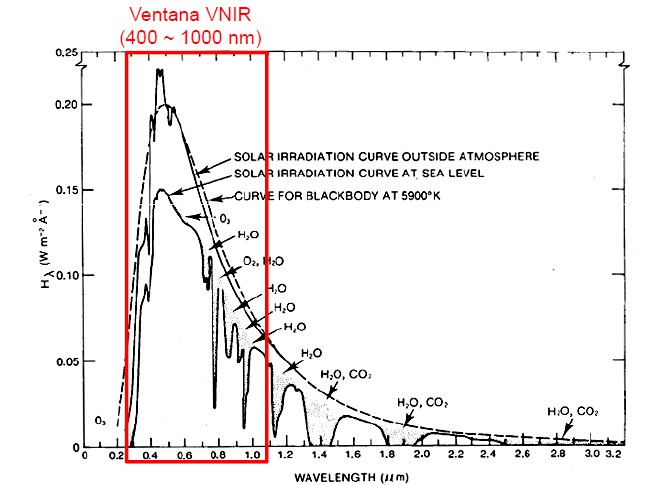 Ventana VNIR
(400 ~ 1000 nm)
0.25
0.20
0.15
0.10
0.05
0
H λ (W m⁻² Å⁻¹)
SOLAR IRRADIATION CURVE OUTSIDE ATMOSPHERE
SOLAR IRRADIATION CURVE AT SEA LEVEL
CURVE FOR BLACKBODY AT 5900°K
O₃
H₂O
O₂, H₂O
H₂O
H₂O
H₂O
H₂O
H₂O, CO₂
H₂O, CO₂
H₂O, CO₂
O₃
0 0.2 0.4 0.6 0.8 1.0 1.2 1.4 1.6 1.8 2.0 2.2 2.4 2.6 2.8 3.0 3.2
WAVELENGTH (μm)